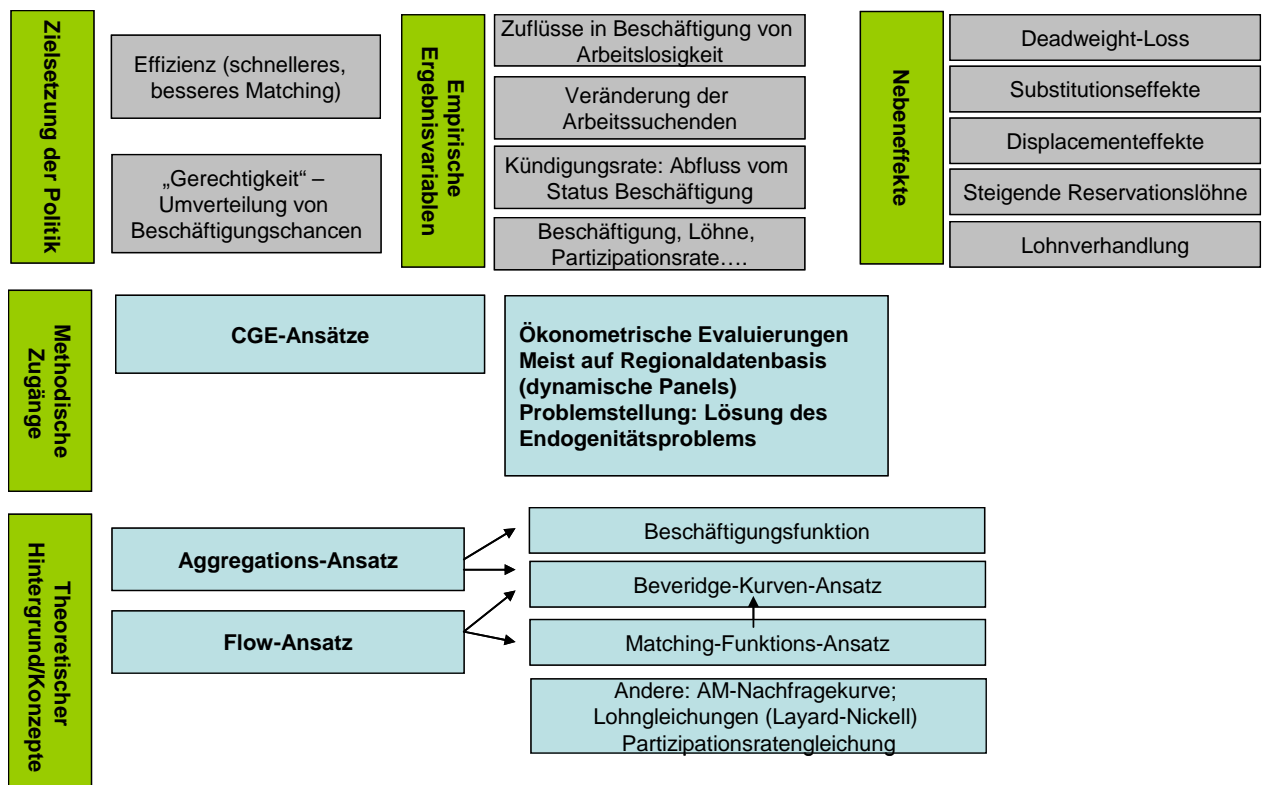 Zielsetzung der Politik
Effizienz (schnelleres,
besseres Matching)
„Gerechtigkeit“ –
Umverteilung von
Beschäftigungschancen
Empirische
Ergebnisvariablen
Zuflüsse in Beschäftigung von
Arbeitslosigkeit
Veränderung der
Arbeitssuchenden
Kündigungsrate: Abfluss vom
Status Beschäftigung
Beschäftigung, Löhne,
Partizipationsrate….
Nebeneffekte
Deadweight-Loss
Substitutionseffekte
Displacementeffekte
Steigende Reservationslöhne
Lohnverhandlung
Methodische
Zugänge
CGE-Ansätze
Ökonometrische Evaluierungen
Meist auf Regionaldatenbasis
(dynamische Panels)
Problemstellung: Lösung des
Endogenitätsproblems
Theoretischer
Hintergrund/Konzepte
Aggregations-Ansatz
Flow-Ansatz
Beschäftigungsfunktion
Beveridge-Kurven-Ansatz
Matching-Funktions-Ansatz
Andere: AM-Nachfragekurve;
Lohngleichungen (Layard-Nickell)
Partizipationsratengleichung